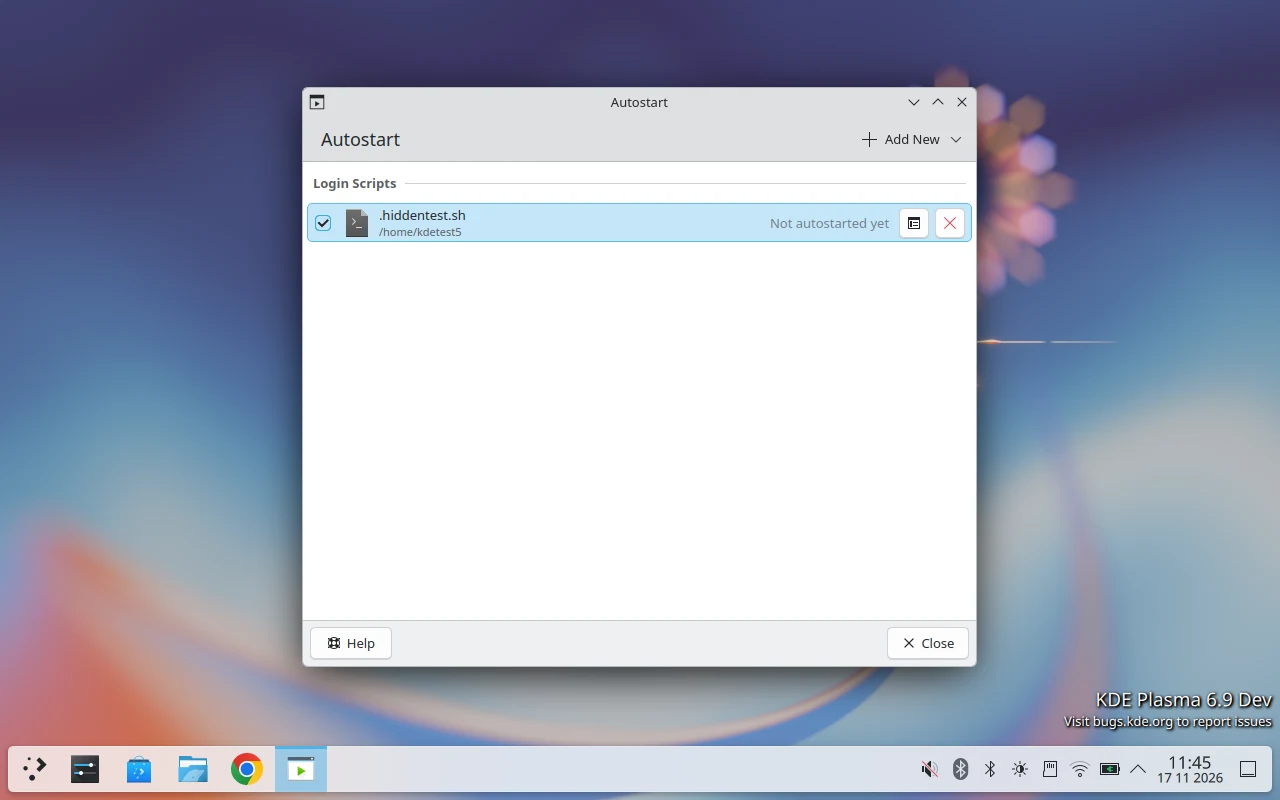 Autostart
Autostart
Add New
Login Scripts
.hiddentest.sh
/home/kdetest5
Not autostarted yet
Help
Close
KDE Plasma 6.9 Dev
Visit bugs.kde.org to report issues
11:45
17 11 2026